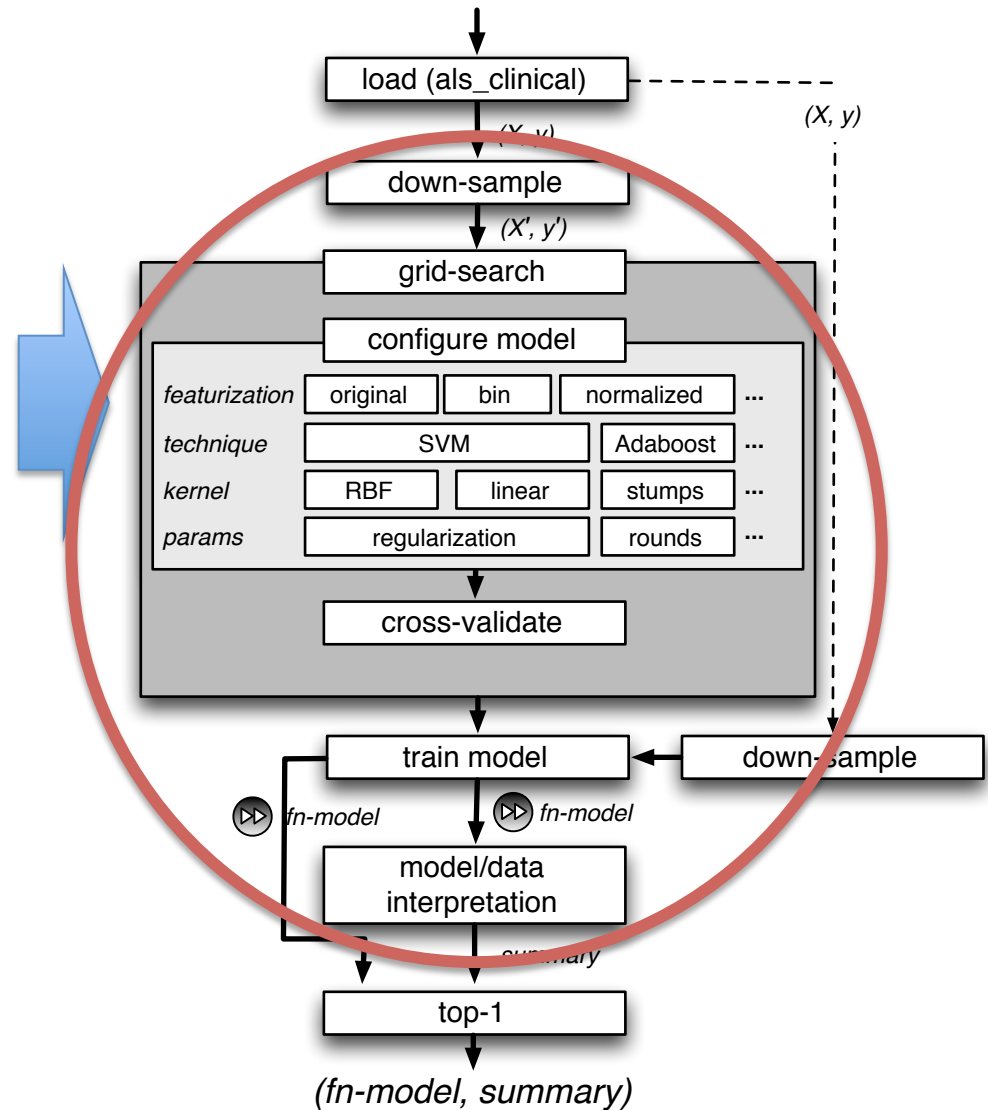 load (als_clinical)
(X, y)
(X, y)
down-sample
(X', y')
grid-search
configure model
featurization original bin normalized ...
technique SVM Adaboost ...
kernel RBF linear stumps ...
params regularization rounds ...
cross-validate
train model
down-sample
fn-model
fn-model
model/data
interpretation
summary
top-1
(fn-model, summary)